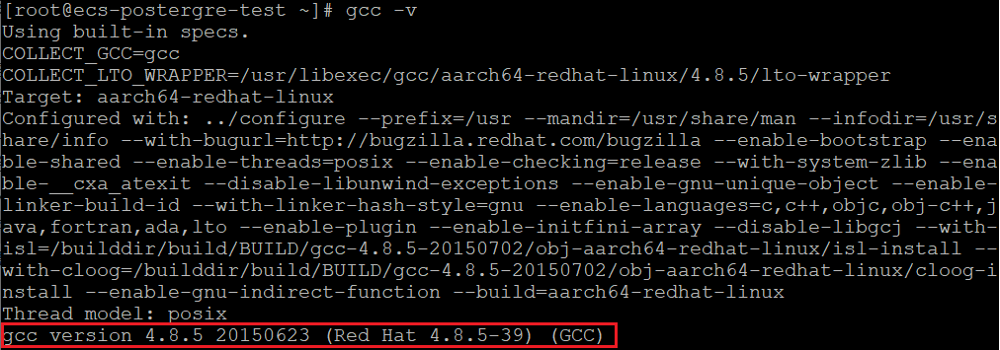 [root@ecs-postergre-test ~]# gcc -v
Using built-in specs.
COLLECT_GCC=gcc
COLLECT_LTO_WRAPPER=/usr/libexec/gcc/aarch64-redhat-linux/4.8.5/lto-wrapper
Target: aarch64-redhat-linux
Configured with: ../configure --prefix=/usr --mandir=/usr/share/man --infodir=/usr/s
hare/info --with-bugurl=http://bugzilla.redhat.com/bugzilla --enable-bootstrap --ena
ble-shared --enable-threads=posix --enable-checking=release --with-system-zlib --ena
ble-__cxa_atexit --disable-libunwind-exceptions --enable-gnu-unique-object --enable-
linker-build-id --with-linker-hash-style=gnu --enable-languages=c,c++,objc,obj-c++,j
ava,fortran,ada,lto --enable-plugin --enable-initfini-array --disable-libgcj --with-
isl=/builddir/build/BUILD/gcc-4.8.5-20150702/obj-aarch64-redhat-linux/isl-install --
with-cloog=/builddir/build/BUILD/gcc-4.8.5-20150702/obj-aarch64-redhat-linux/cloog-i
nstall --enable-gnu-indirect-function --build=aarch64-redhat-linux
Thread model: posix
gcc version 4.8.5 20150623 (Red Hat 4.8.5-39) (GCC)